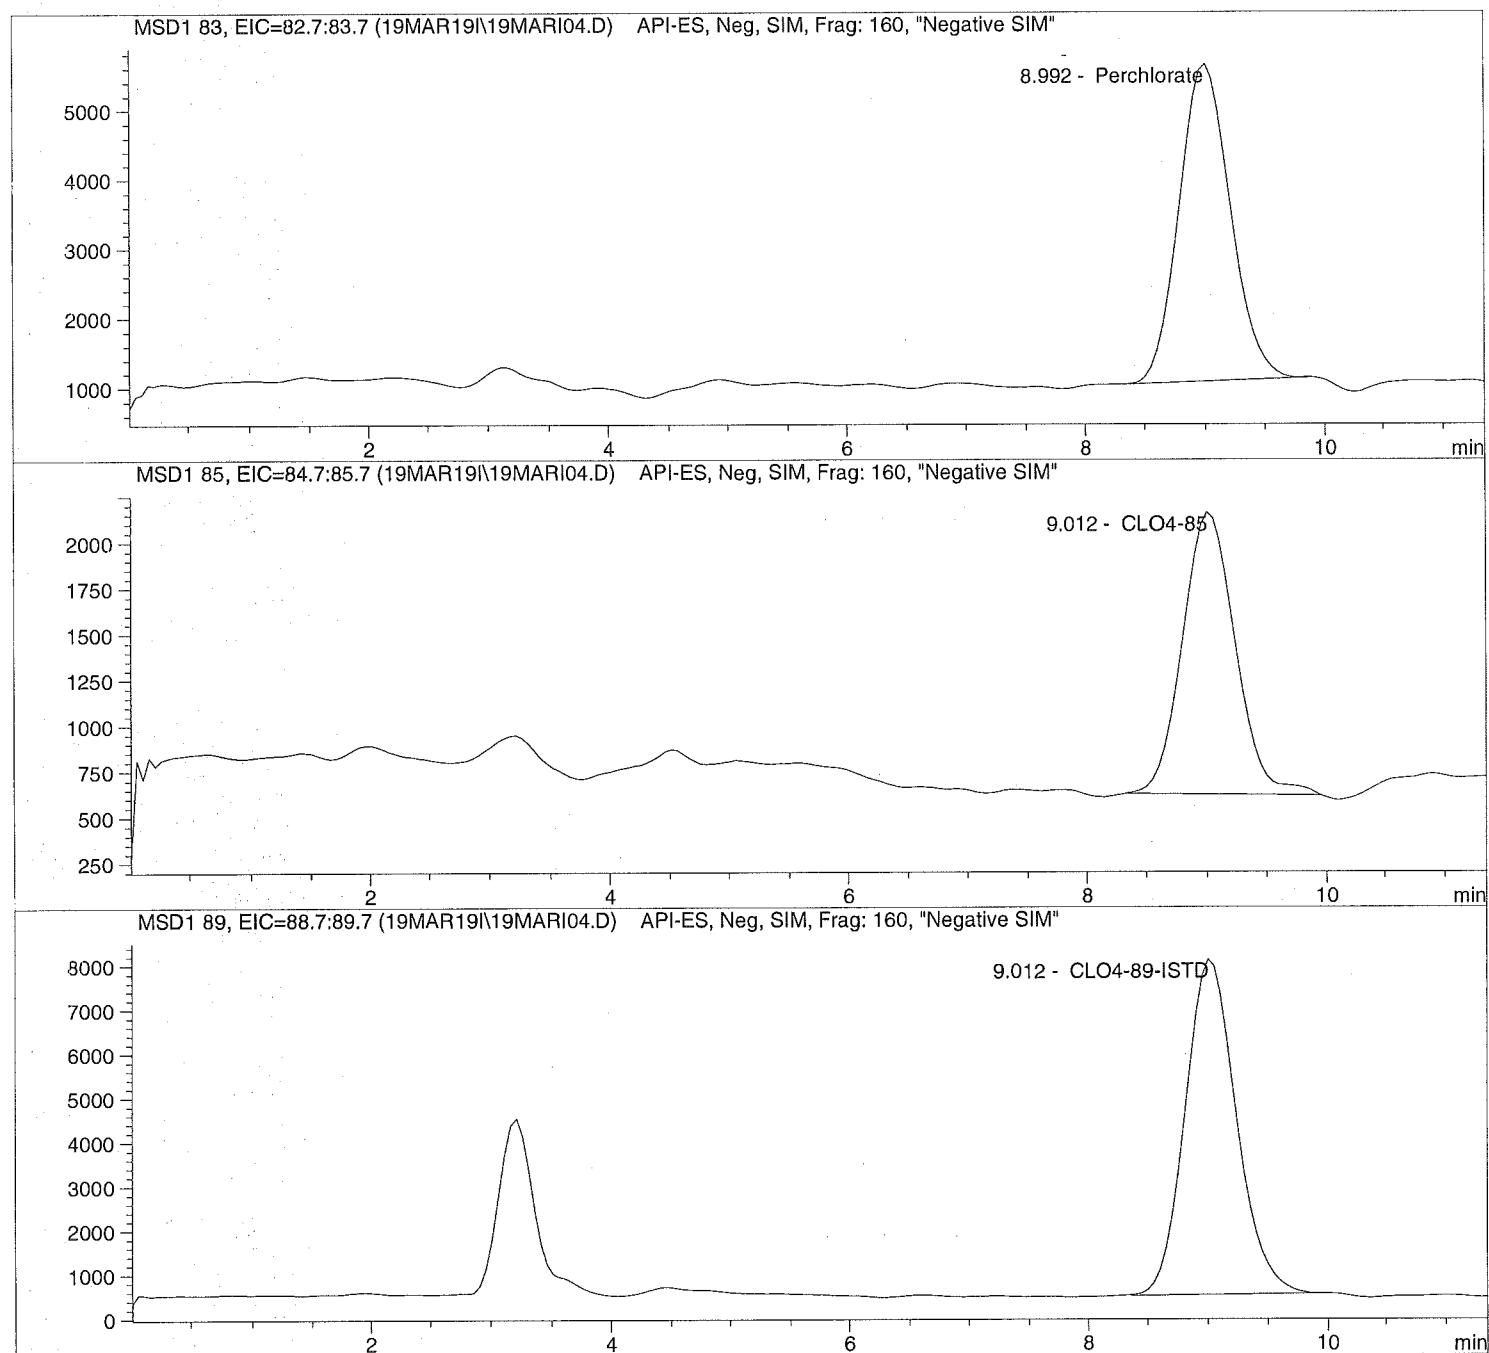 MSD1 83, EIC=82.7:83.7 (19MAR19I\19MARI04.D)    API-ES, Neg, SIM, Frag: 160, "Negative SIM"
8.992 -  Perchlorate
5000
4000
3000
2000
1000
2 4 6 8 10 min
MSD1 85, EIC=84.7:85.7 (19MAR19I\19MARI04.D)    API-ES, Neg, SIM, Frag: 160, "Negative SIM"
9.012 -  CLO4-85
2000
1750
1500
1250
1000
750
500
250
2 4 6 8 10 min
MSD1 89, EIC=88.7:89.7 (19MAR19I\19MARI04.D)    API-ES, Neg, SIM, Frag: 160, "Negative SIM"
9.012 -  CLO4-89-ISTD
8000
7000
6000
5000
4000
3000
2000
1000
0
2 4 6 8 10 min